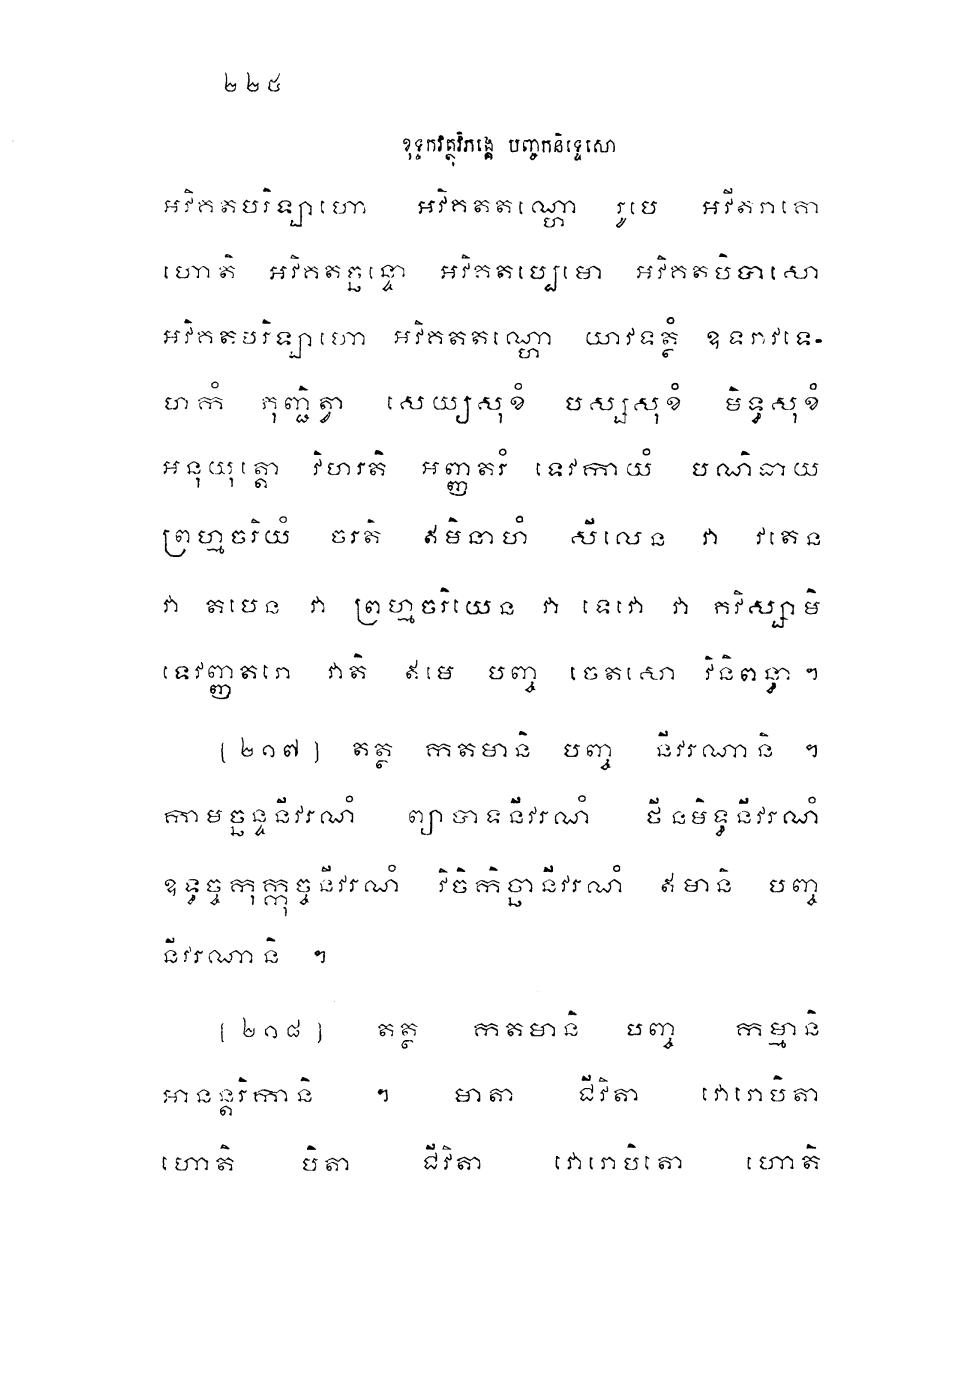 ២២៥
ខុទ្ទកវត្ថុវិភង្គេ បញ្ចកនិទ្ទេសោ
អវិគតបរិឡាហោ អវិគតតណ្ហោ រូបេ អវីតរាគោ
ហោតិ អវិគតច្ឆន្ទោ អវិគតប្បេមោ អវិគតបិបាសោ
អវិគតបរិឡាហោ អវិគតតណ្ហោ យាវទត្ថំ ឧទរាវទេ-
ហកំ ភុញ្ជិត្វា សេយ្យសុខំ បស្សសុខំ មិទ្ធសុខំ
អនុយុត្តោ វិហរតិ អញ្ញតរំ ទេវកាយំ បណិធាយ
ព្រហ្មចរិយំ ចរតិ ឥមិនាហំ សីលេន វា វតេន
វា តបេន វា ព្រហ្មចរិយេន វា ទេវោ វា ភវិស្សាមិ
ទេវញ្ញតរោ វាតិ ឥមេ បញ្ច ចេតសោ វិនិពន្ធា ។
(២១៧) តត្ថ កតមានិ បញ្ច នីវរណានិ ។
កាមច្ឆន្ទនីវរណំ ព្យាបាទនីវរណំ ថីនមិទ្ធនីវរណំ
ឧទ្ធច្ចកុក្កុច្ចនីវរណំ វិចិកិច្ឆានីវរណំ ឥមានិ បញ្ច
នីវរណានិ ។
(២១៨) តត្ថ កតមានិ បញ្ច កម្មានិ
អានន្តរិកានិ ។ មាតា ជីវិតា វោរោបិតា
ហោតិ បិតា ជីវិតា វោរោបិតោ ហោតិ